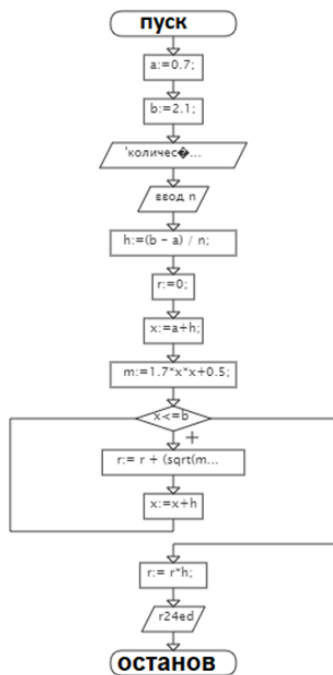 пуск
a:=0.7;
b:=2.1;
'количес�...
ввод n
h:=(b - a) / n;
r:=0;
x:=a+h;
m:=1.7*x*x+0.5;
x<=b
+
r:= r + (sqrt(m...
x:=x+h
r:= r*h;
r24ed
останов